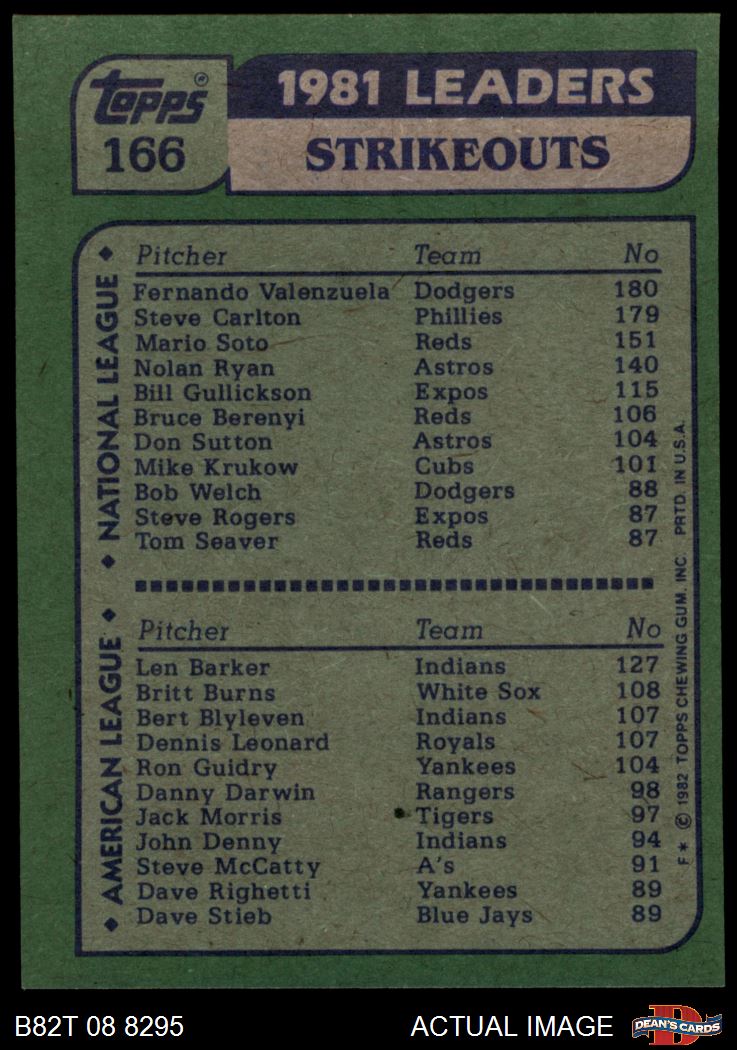 Topps®
166
1981 LEADERS
STRIKEOUTS
◆ NATIONAL LEAGUE ◆
Pitcher Team No
Fernando Valenzuela Dodgers 180
Steve Carlton Phillies 179
Mario Soto Reds 151
Nolan Ryan Astros 140
Bill Gullickson Expos 115
Bruce Berenyi Reds 106
Don Sutton Astros 104
Mike Krukow Cubs 101
Bob Welch Dodgers 88
Steve Rogers Expos 87
Tom Seaver Reds 87
◆ AMERICAN LEAGUE ◆
Pitcher Team No
Len Barker Indians 127
Britt Burns White Sox 108
Bert Blyleven Indians 107
Dennis Leonard Royals 107
Ron Guidry Yankees 104
Danny Darwin Rangers 98
Jack Morris Tigers 97
John Denny Indians 94
Steve McCatty A's 91
Dave Righetti Yankees 89
Dave Stieb Blue Jays 89
F* © 1982 TOPPS CHEWING GUM, INC. PRTD. IN U.S.A.
B82T 08 8295
ACTUAL IMAGE
D
DEAN'S CARDS